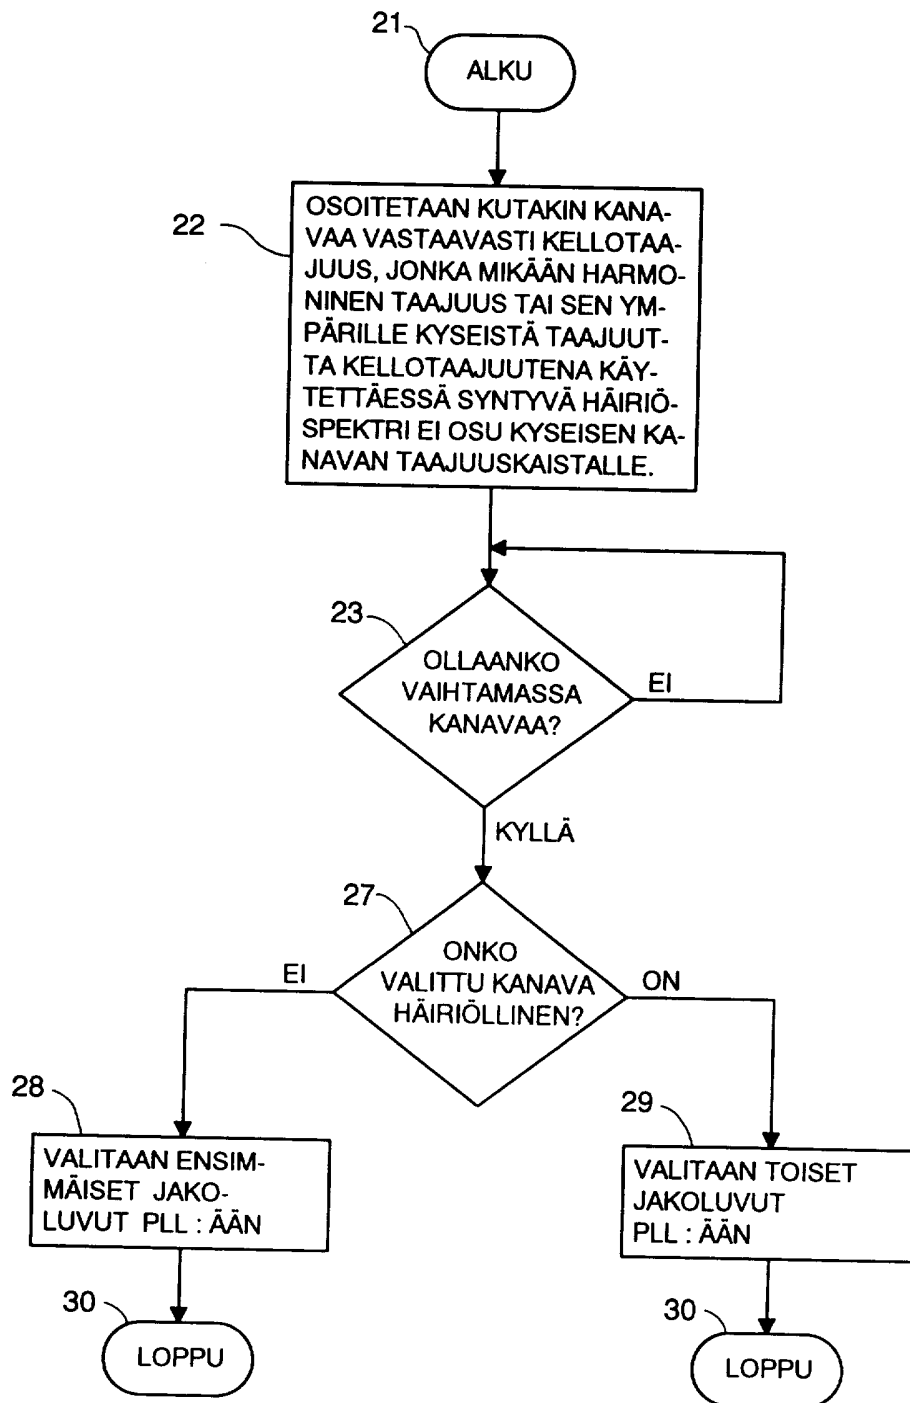 21
ALKU
22
OSOITETAAN KUTAKIN KANA-
VAA VASTAAVASTI KELLOTAA-
JUUS, JONKA MIKÄÄN HARMO-
NINEN TAAJUUS TAI SEN YM-
PÄRILLE KYSEISTÄ TAAJUUT-
TA KELLOTAAJUUTENA KÄY-
TETTÄESSÄ SYNTYVÄ HÄIRIÖ-
SPEKTRI EI OSU KYSEISEN KA-
NAVAN TAAJUUSKAISTALLE.
23
OLLAANKO
VAIHTAMASSA
KANAVAA?
EI
KYLLÄ
27
ONKO
VALITTU KANAVA
HÄIRIÖLLINEN?
EI
ON
28
VALITAAN ENSIM-
MÄISET JAKO-
LUVUT PLL : ÄÄN
29
VALITAAN TOISET
JAKOLUVUT
PLL : ÄÄN
30
LOPPU
30
LOPPU